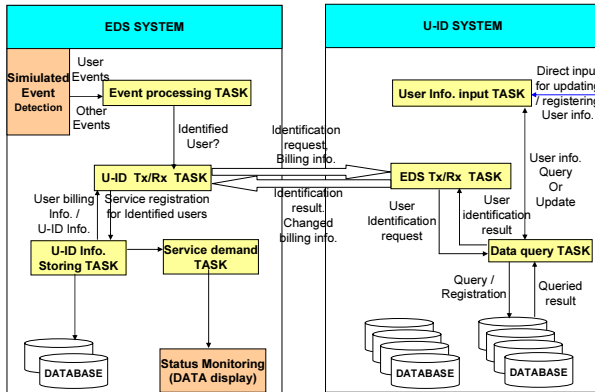 EDS SYSTEM
Simiulated
Event
Detection
User
Events
Other
Events
Event processing TASK
Identified
User?
U-ID Tx/Rx TASK
User billing
Info. /
U-ID Info.
Service registration
for Identified users
U-ID Info.
Storing TASK
Service demand
TASK
DATABASE
Status Monitoring
(DATA display)
Identification
request,
Billing info.
Identification
result.
Changed
billing info.
U-ID SYSTEM
User Info. input TASK
Direct input
for updating
/ registering
User info.
User info.
Query
Or
Update
EDS Tx/Rx TASK
User
Identification
request
User
identification
result
Data query TASK
Query /
Registration
Queried
result
DATABASE
DATABASE